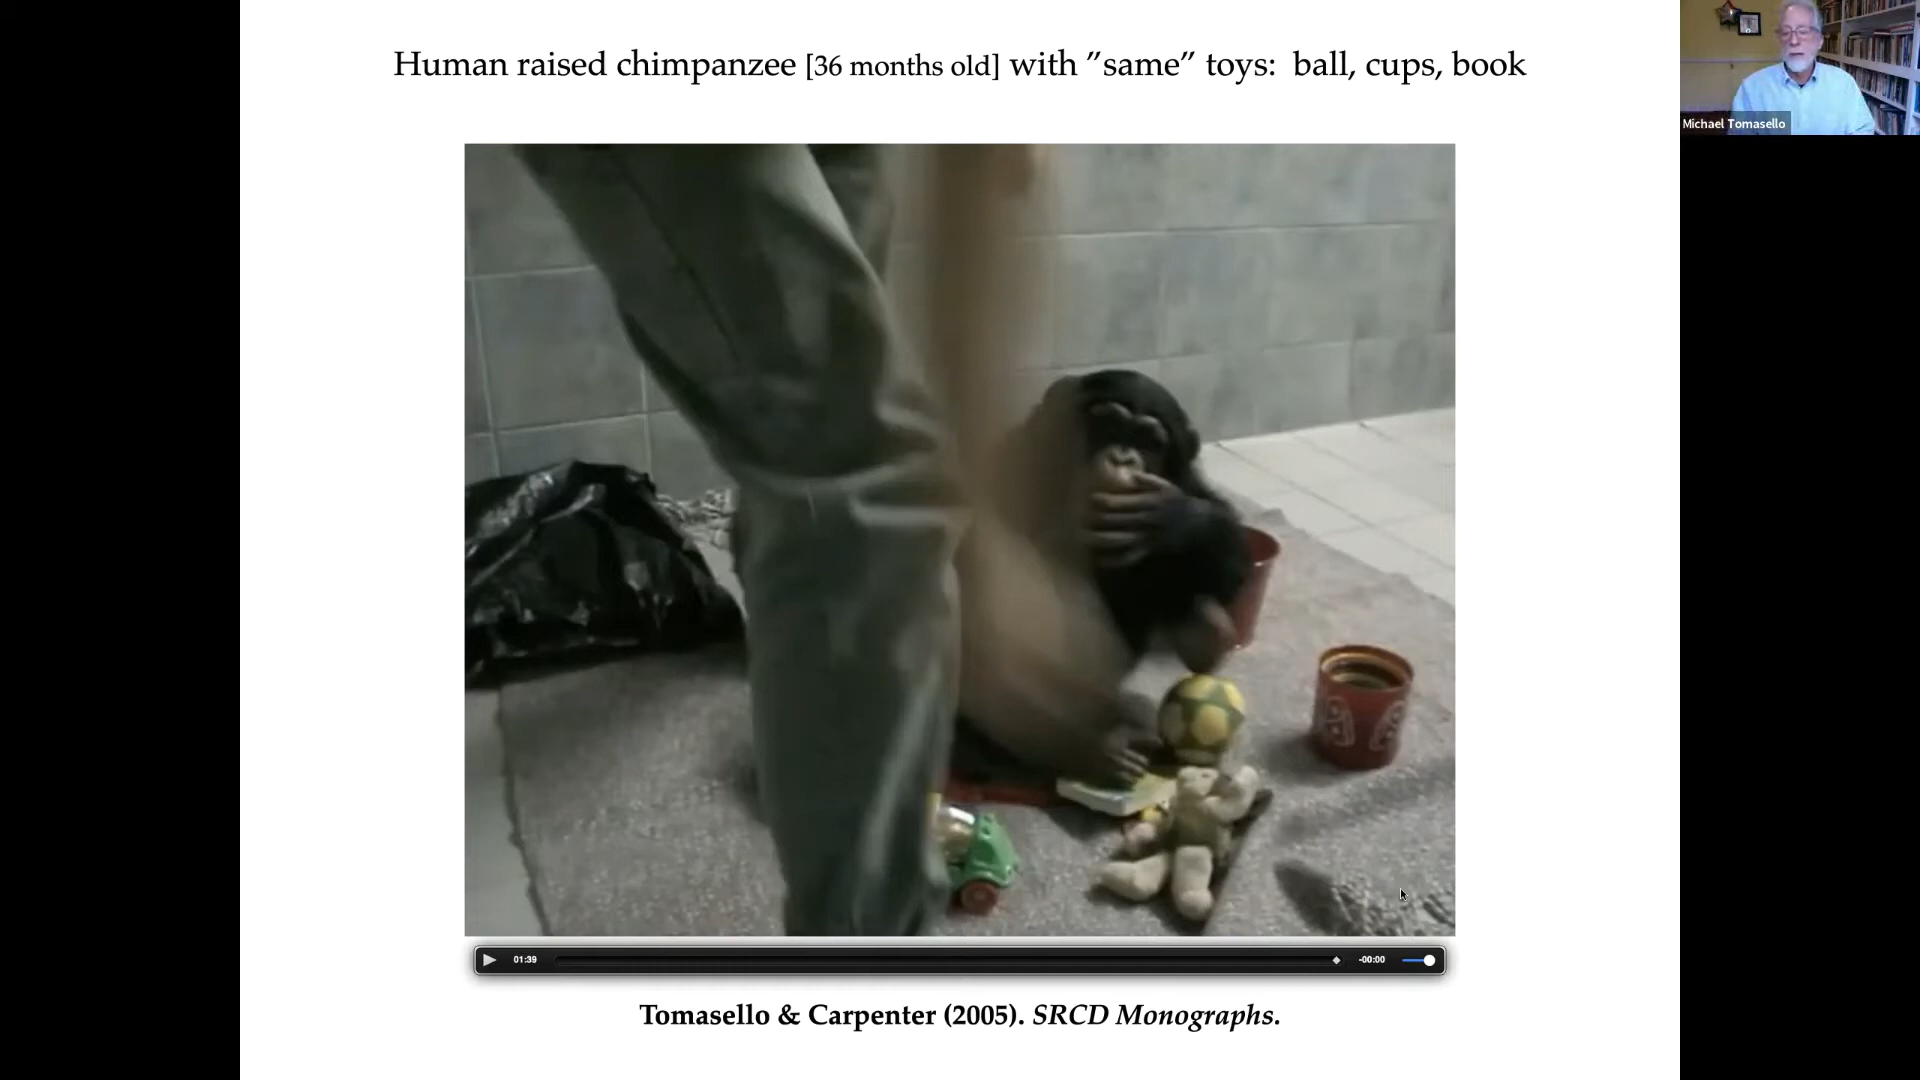 Human raised chimpanzee [36 months old] with ”same” toys: ball, cups, book
Michael Tomasello
01:39
-00:00
Tomasello & Carpenter (2005). SRCD Monographs.